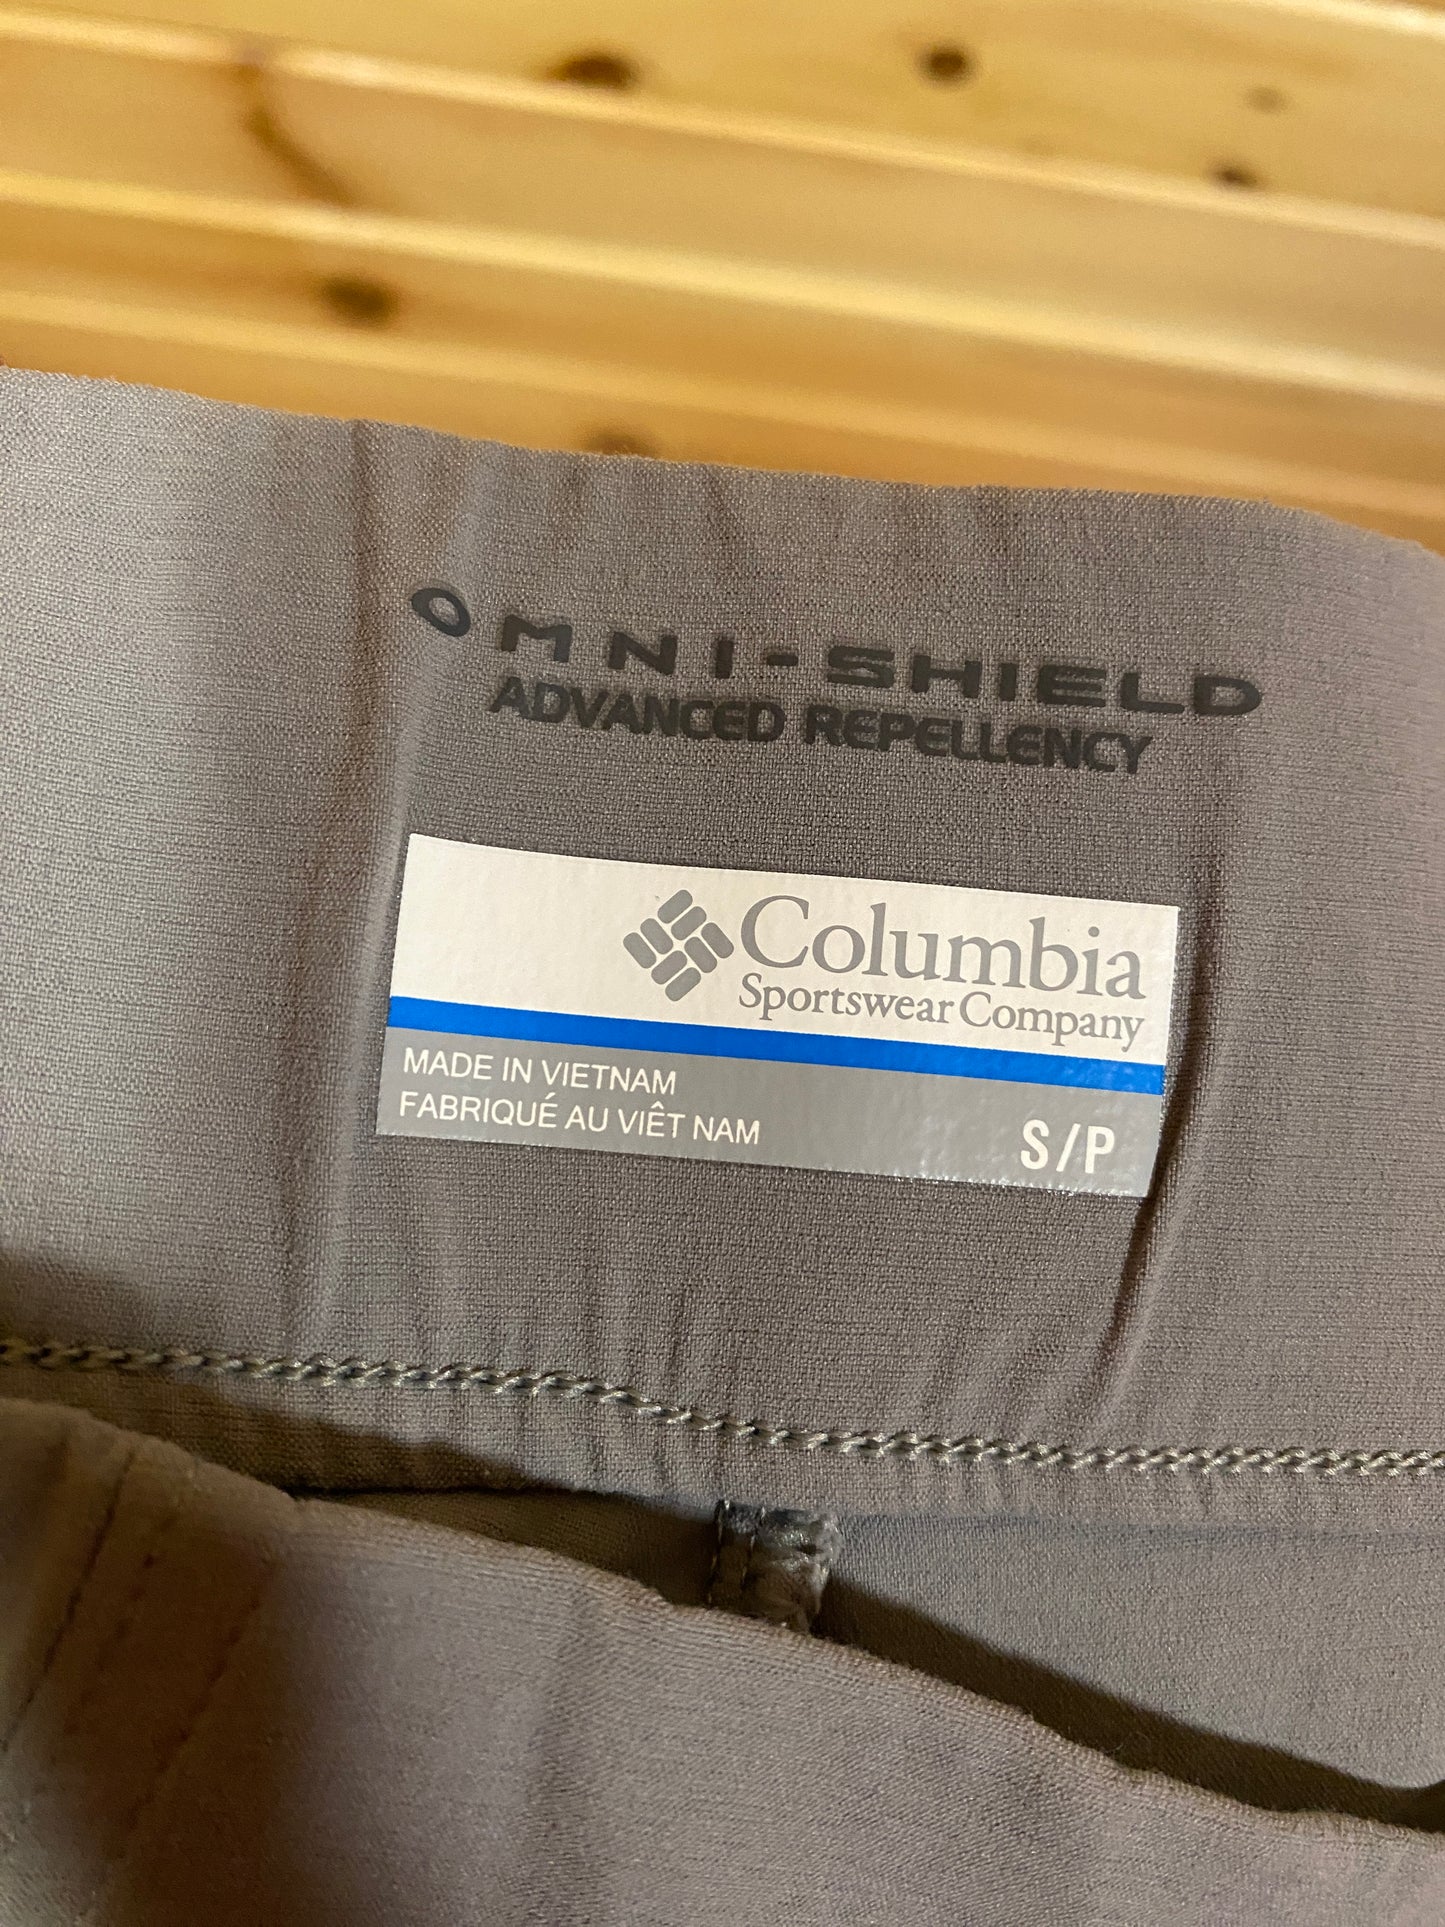 OMNI-SHIELD
ADVANCED REPELLENCY
Columbia
Sportswear Company
MADE IN VIETNAM
FABRIQUÉ AU VIÊT NAM
S/P